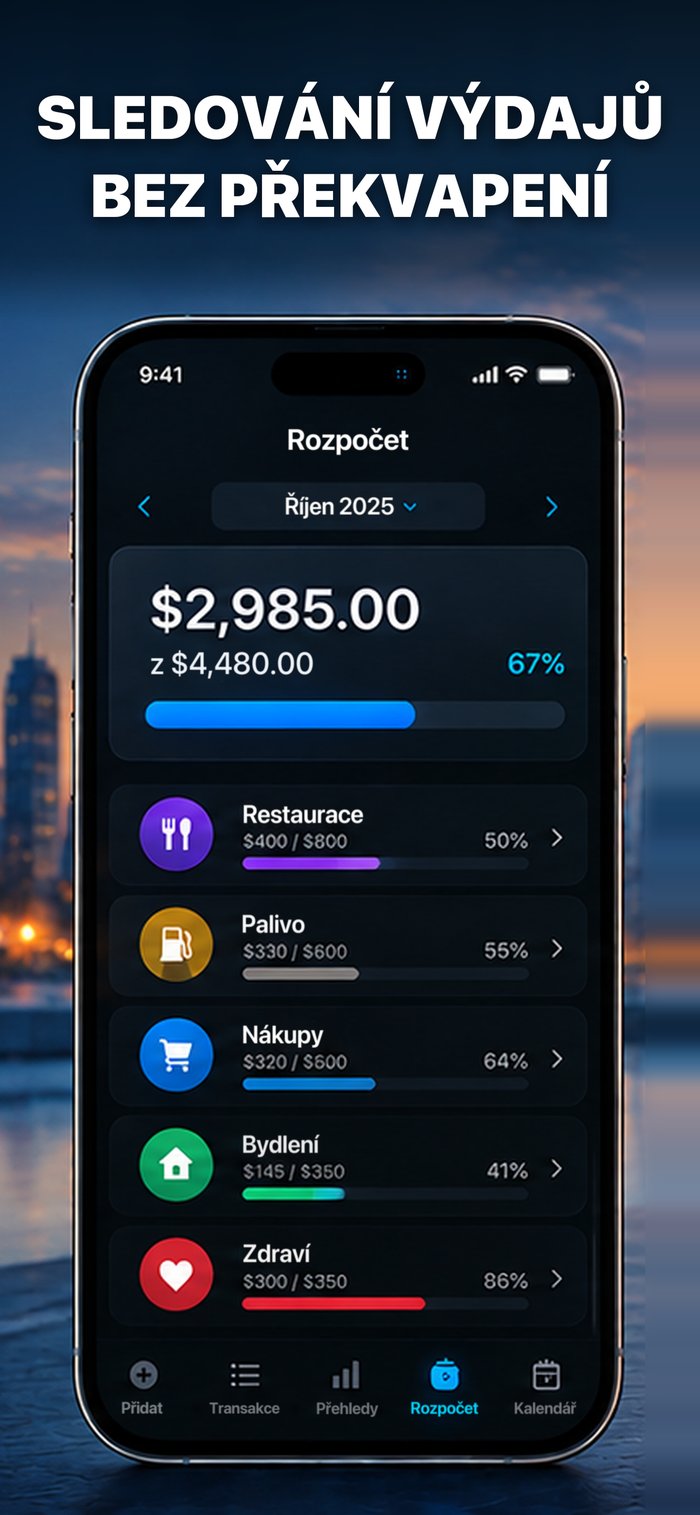 SLEDOVÁNÍ VÝDAJŮ
BEZ PŘEKVAPENÍ
9:41
Rozpočet
Říjen 2025
$2,985.00
z $4,480.00
67%
Restaurace
$400 / $800
50%
Palivo
$330 / $600
55%
Nákupy
$320 / $600
64%
Bydlení
$145 / $350
41%
Zdraví
$300 / $350
86%
Přidat
Transakce
Přehledy
Rozpočet
Kalendář